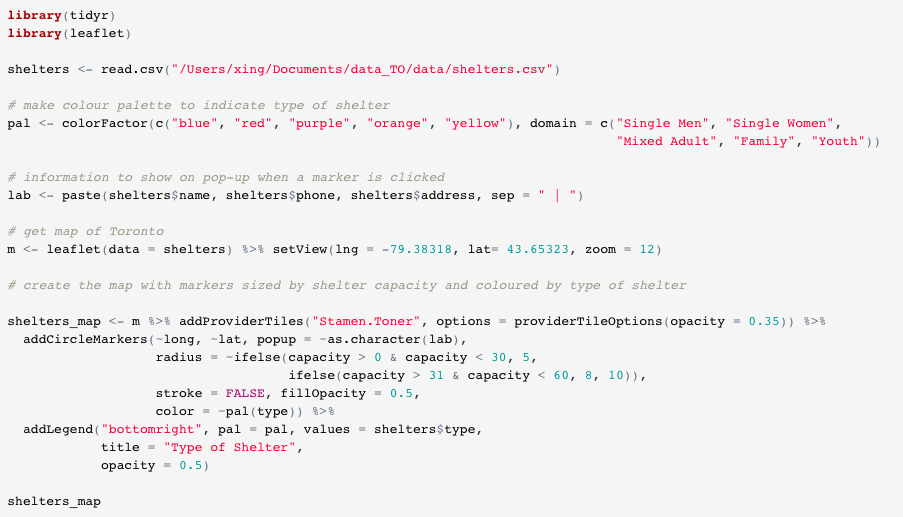 library(tidyr)
library(leaflet)
shelters <- read.csv("/Users/xing/Documents/data_TO/data/shelters.csv")
# make colour palette to indicate type of shelter
pal <- colorFactor(c("blue", "red", "purple", "orange", "yellow"), domain = c("Single Men", "Single Women",
"Mixed Adult", "Family", "Youth"))
# information to show on pop-up when a marker is clicked
lab <- paste(shelters$name, shelters$phone, shelters$address, sep = " | ")
# get map of Toronto
m <- leaflet(data = shelters) %>% setView(lng = -79.38318, lat= 43.65323, zoom = 12)
# create the map with markers sized by shelter capacity and coloured by type of shelter
shelters_map <- m %>% addProviderTiles("Stamen.Toner", options = providerTileOptions(opacity = 0.35)) %>%
addCircleMarkers(~long, ~lat, popup = ~as.character(lab),
radius = ~ifelse(capacity > 0 & capacity < 30, 5,
ifelse(capacity > 31 & capacity < 60, 8, 10)),
stroke = FALSE, fillOpacity = 0.5,
color = ~pal(type)) %>%
addLegend("bottomright", pal = pal, values = shelters$type,
title = "Type of Shelter",
opacity = 0.5)
shelters_map